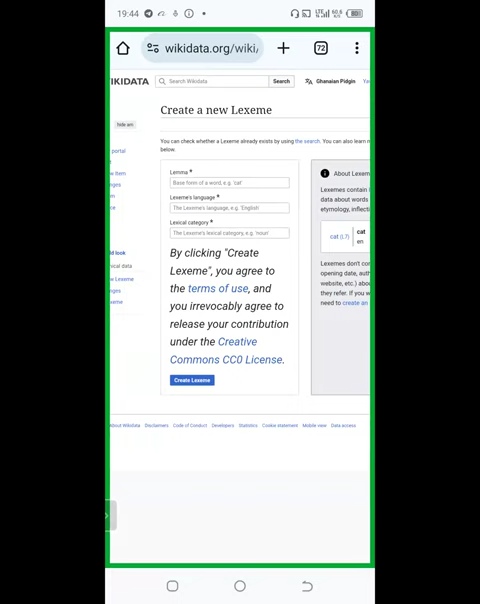 19:44
60.6
80
wikidata.org/wiki/
72
IKIDATA
Search Wikidata
Search
Ghanaian Pidgin
hide
Create a new Lexeme
You can check whether a Lexeme already exists by using the search. You can also learn
below.
portal
Lemma *
Base form of a word, e.g. 'cat'
Lexeme's language *
The Lexeme's language, e.g. 'English
Lexical category *
The Lexeme's lexical category, e.g. 'noun'
By clicking "Create
Lexeme", you agree to
the terms of use, and
you irrevocably agree to
release your contribution
under the Creative
Commons CC0 License.
Create Lexeme
About Lexem
Lexemes contain
data about words
etymology, inflecti
cat (L7)
cat
en
Lexemes don't con
opening date, auth
website, etc.) abou
they refer. If you w
need to create an
About Wikidata
Disclaimers
Code of Conduct
Developers
Statistics
Cookie statement
Mobile view
Data access